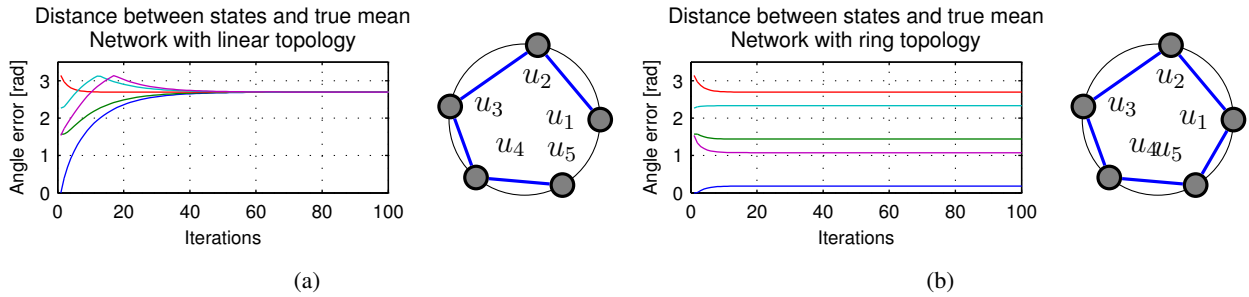 Distance between states and true mean
Network with linear topology
Angle error [rad]
3
2
1
0
0 20 40 60 80 100
Iterations
u2
u3
u1
u4
u5
(a)
Distance between states and true mean
Network with ring topology
Angle error [rad]
3
2
1
0
0 20 40 60 80 100
Iterations
u2
u3
u1
u4
u5
(b)